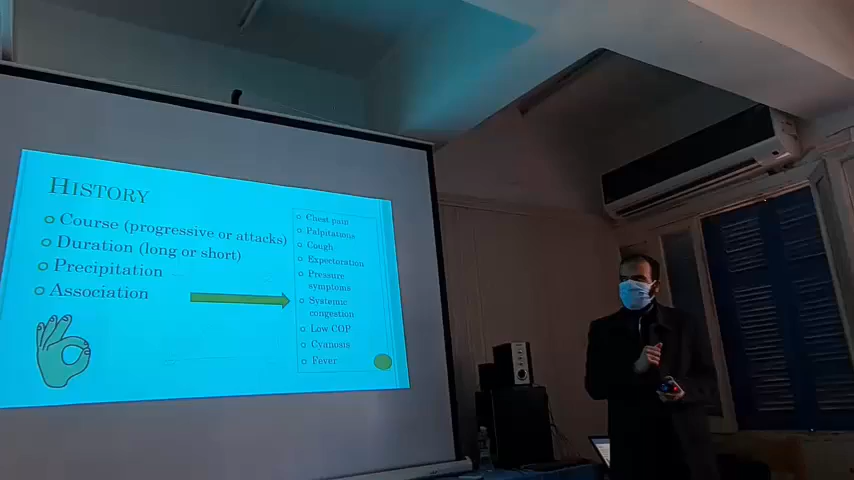 HISTORY
Course (progressive or attacks)
Duration (long or short)
Precipitation
Association
Chest pain
Palpitations
Cough
Expectoration
Pressure
symptoms
Systemic
congestion
Low COP
Cyanosis
Fever